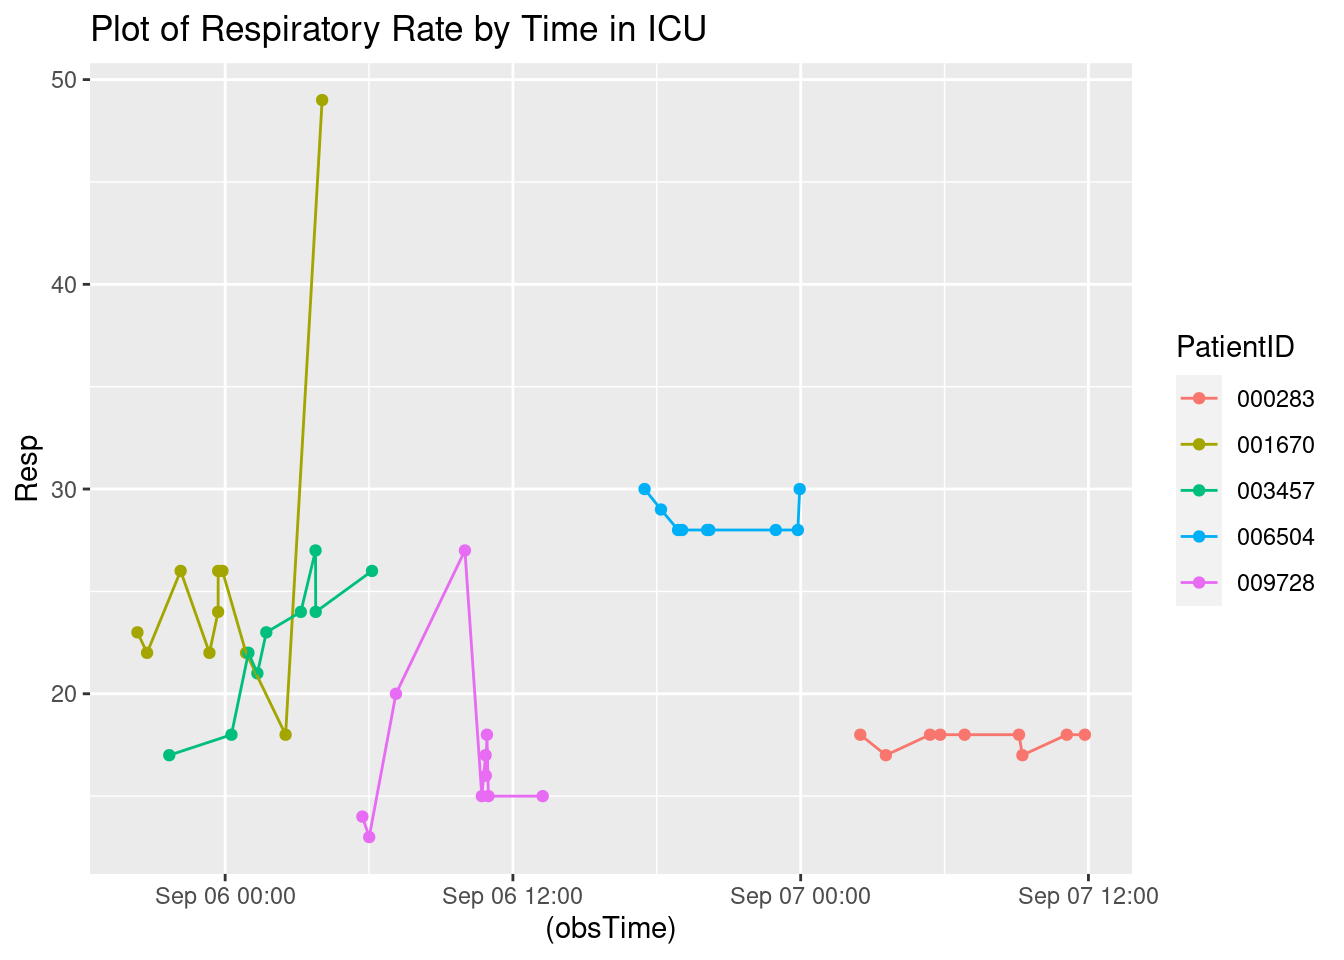 Plot of Respiratory Rate by Time in ICU
50
40
30
20
Resp
Sep 06 00:00
Sep 06 12:00
Sep 07 00:00
Sep 07 12:00
(obsTime)
PatientID
000283
001670
003457
006504
009728